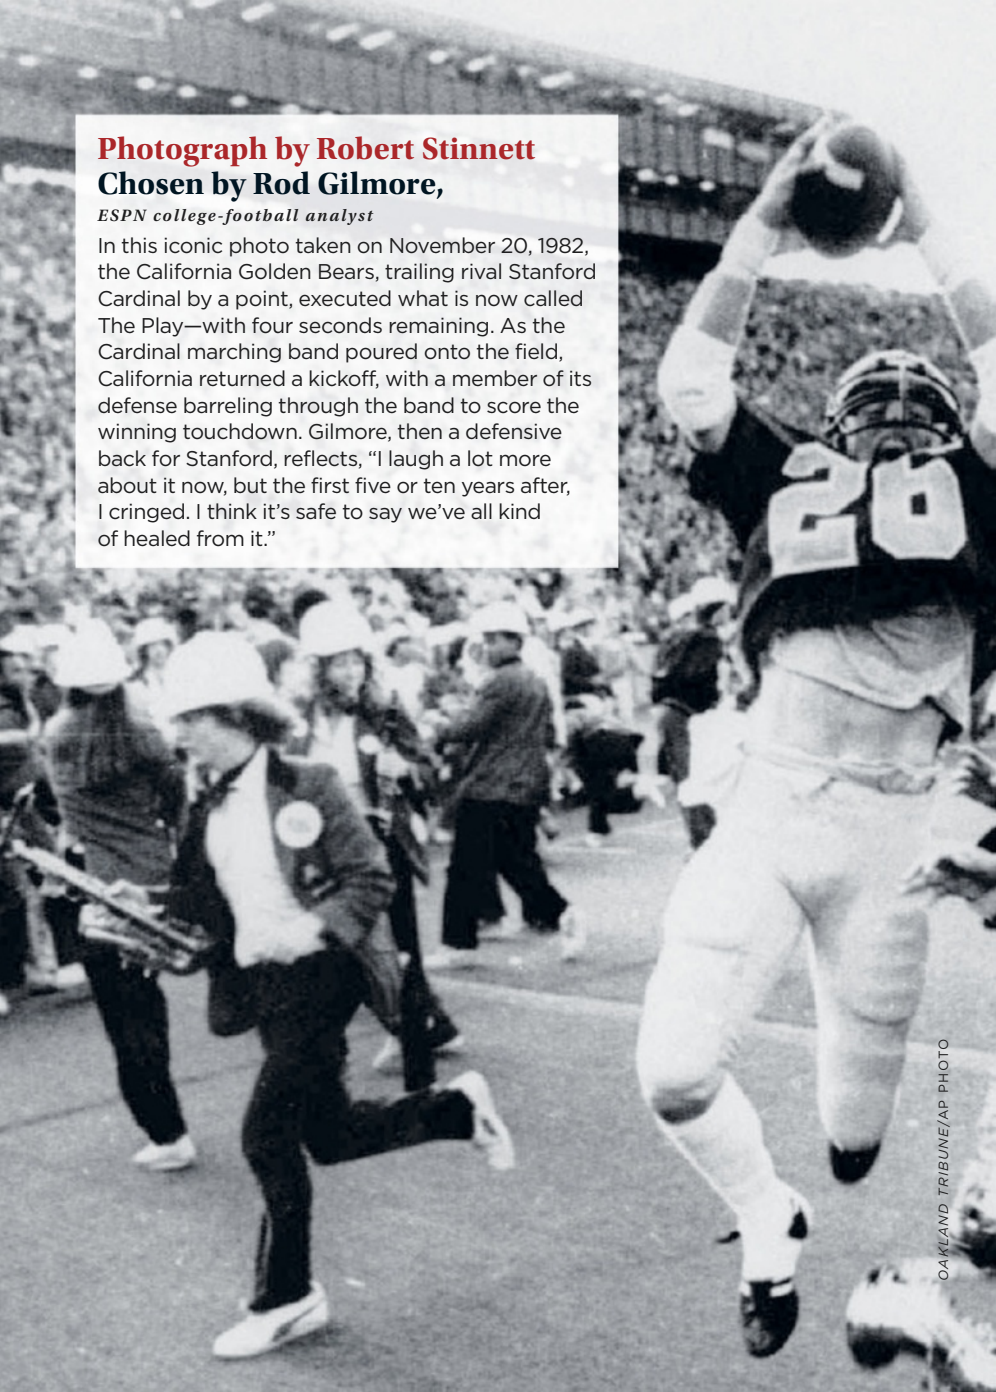 Photograph by Robert Stinnett
Chosen by Rod Gilmore,
ESPN college-football analyst
In this iconic photo taken on November 20, 1982,
the California Golden Bears, trailing rival Stanford
Cardinal by a point, executed what is now called
The Play—with four seconds remaining. As the
Cardinal marching band poured onto the field,
California returned a kickoff, with a member of its
defense barreling through the band to score the
winning touchdown. Gilmore, then a defensive
back for Stanford, reflects, “I laugh a lot more
about it now, but the first five or ten years after,
I cringed. I think it’s safe to say we’ve all kind
of healed from it.”
26
OAKLAND TRIBUNE/AP PHOTO